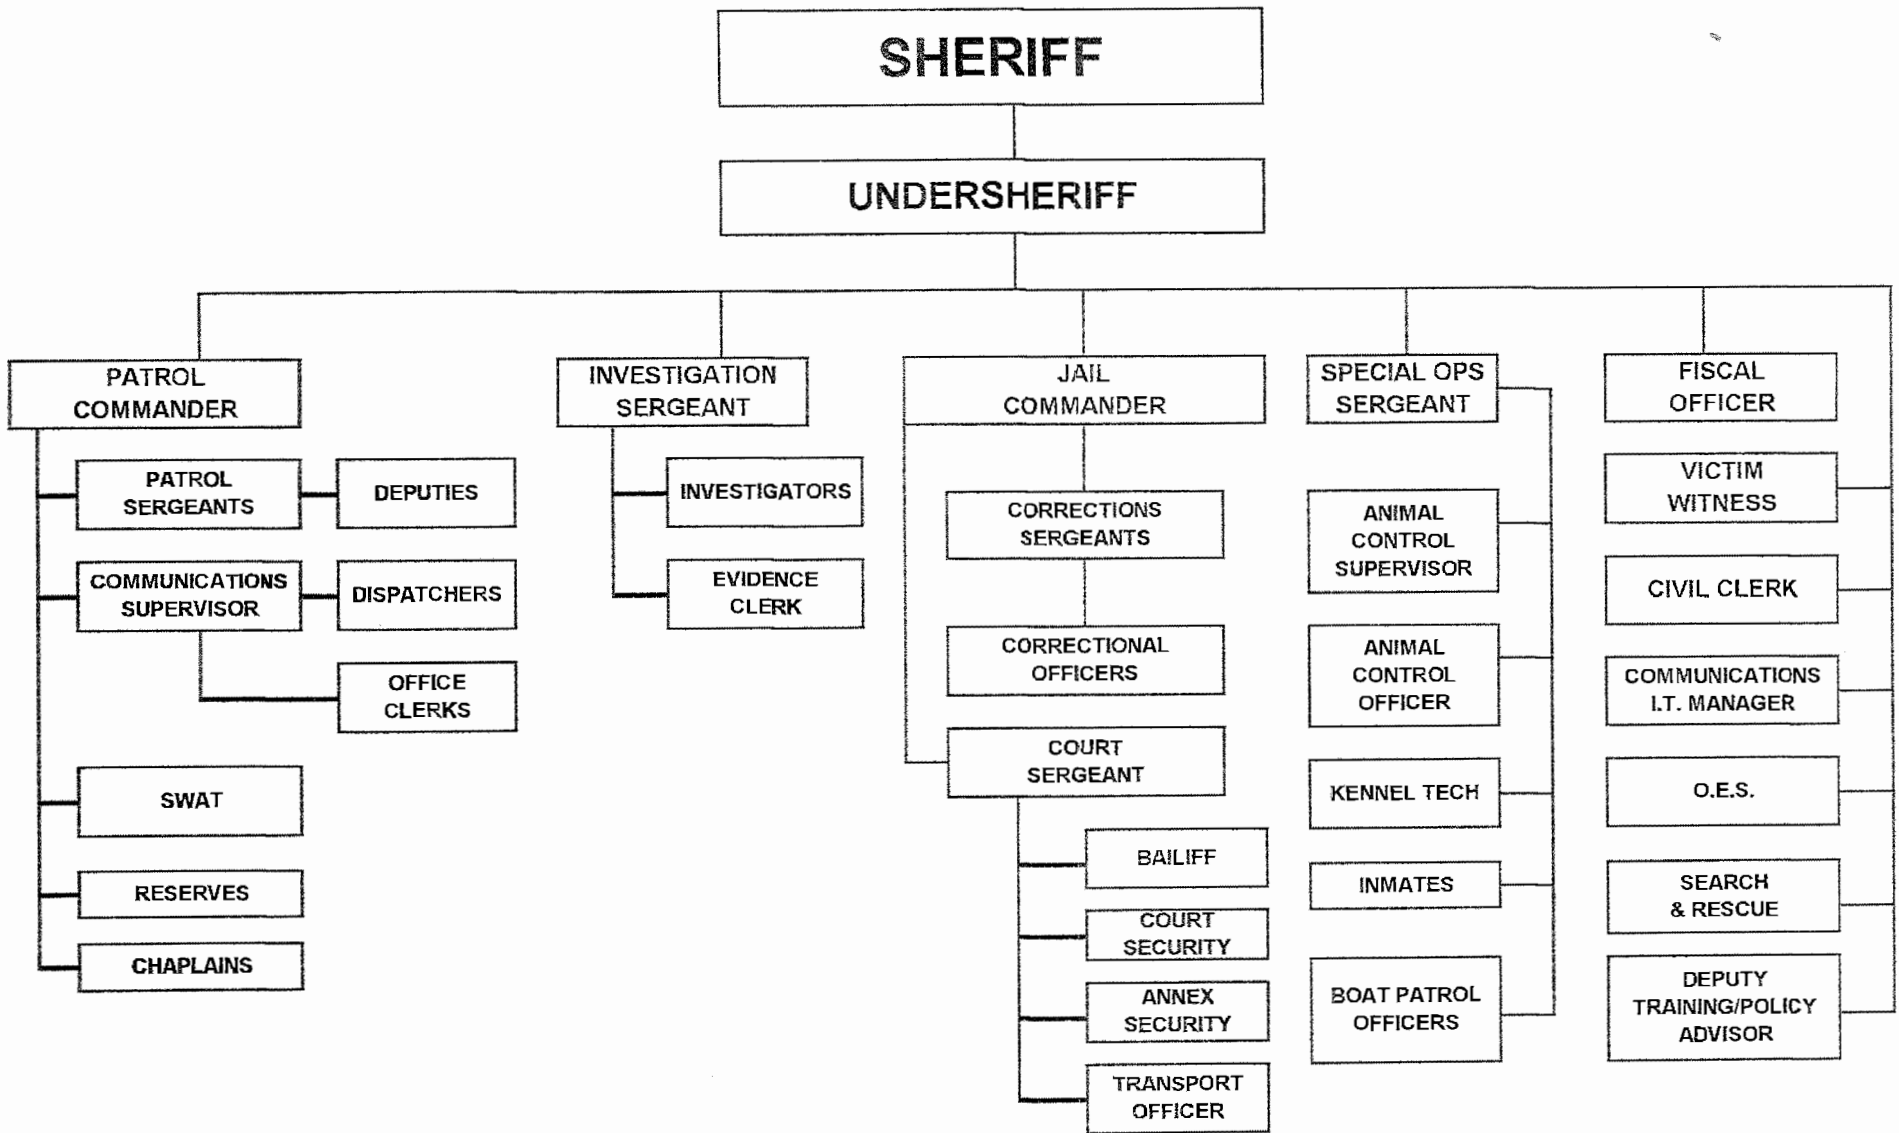 SHERIFF
UNDERSHERIFF
PATROL
COMMANDER
PATROL
SERGEANTS
DEPUTIES
COMMUNICATIONS
SUPERVISOR
DISPATCHERS
OFFICE
CLERKS
SWAT
RESERVES
CHAPLAINS
INVESTIGATION
SERGEANT
INVESTIGATORS
EVIDENCE
CLERK
JAIL
COMMANDER
CORRECTIONS
SERGEANTS
CORRECTIONAL
OFFICERS
COURT
SERGEANT
BAILIFF
COURT
SECURITY
ANNEX
SECURITY
TRANSPORT
OFFICER
SPECIAL OPS
SERGEANT
ANIMAL
CONTROL
SUPERVISOR
ANIMAL
CONTROL
OFFICER
KENNEL TECH
INMATES
BOAT PATROL
OFFICERS
FISCAL
OFFICER
VICTIM
WITNESS
CIVIL CLERK
COMMUNICATIONS
I.T. MANAGER
O.E.S.
SEARCH
& RESCUE
DEPUTY
TRAINING/POLICY
ADVISOR